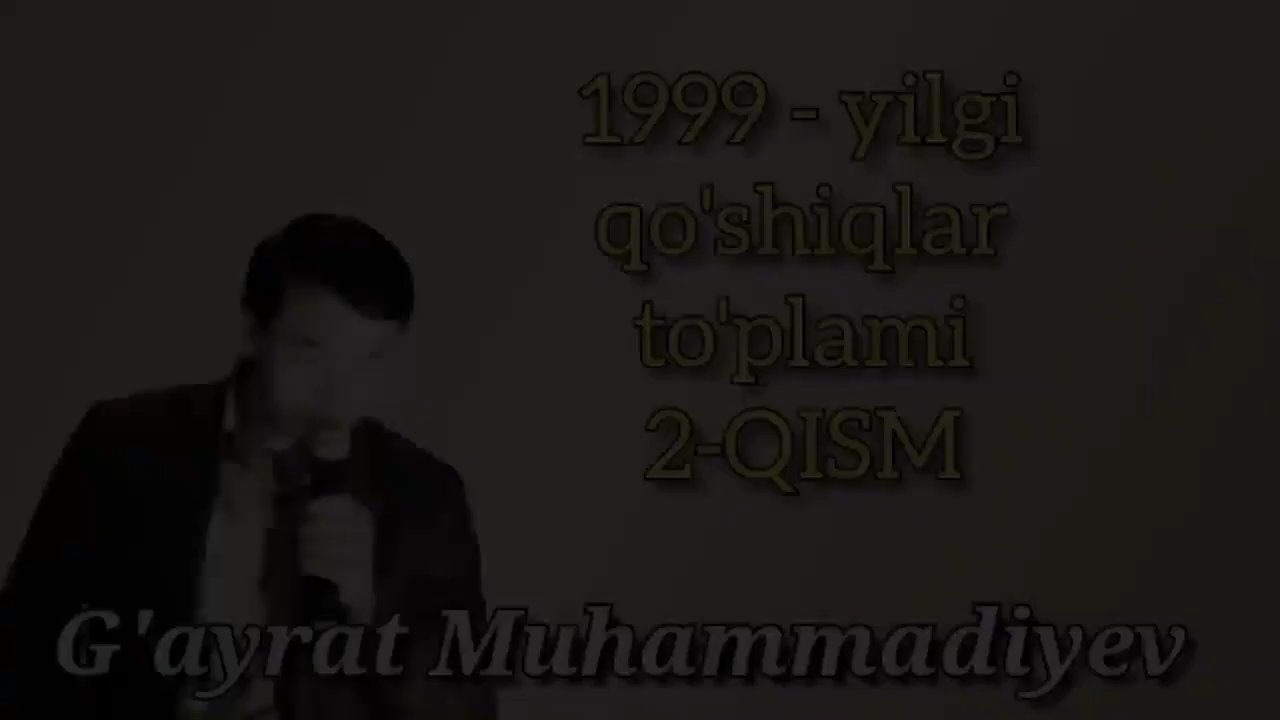 1999 - yilgi
qo'shiqlar
to'plami
2-QISM
G'ayrat Muhammadiyev